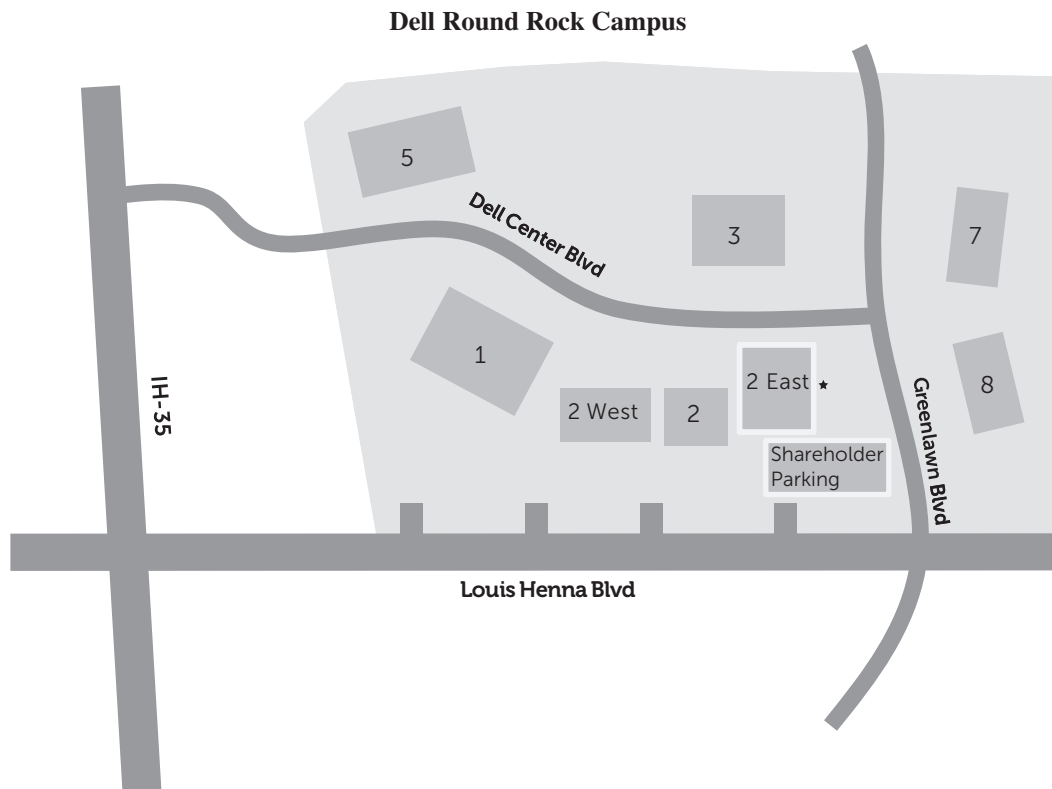 Dell Round Rock Campus
5
Dell Center Blvd
3
7
1
2 East
8
IH-35
2 West
2
Greenlawn Blvd
Shareholder
Parking
Louis Henna Blvd